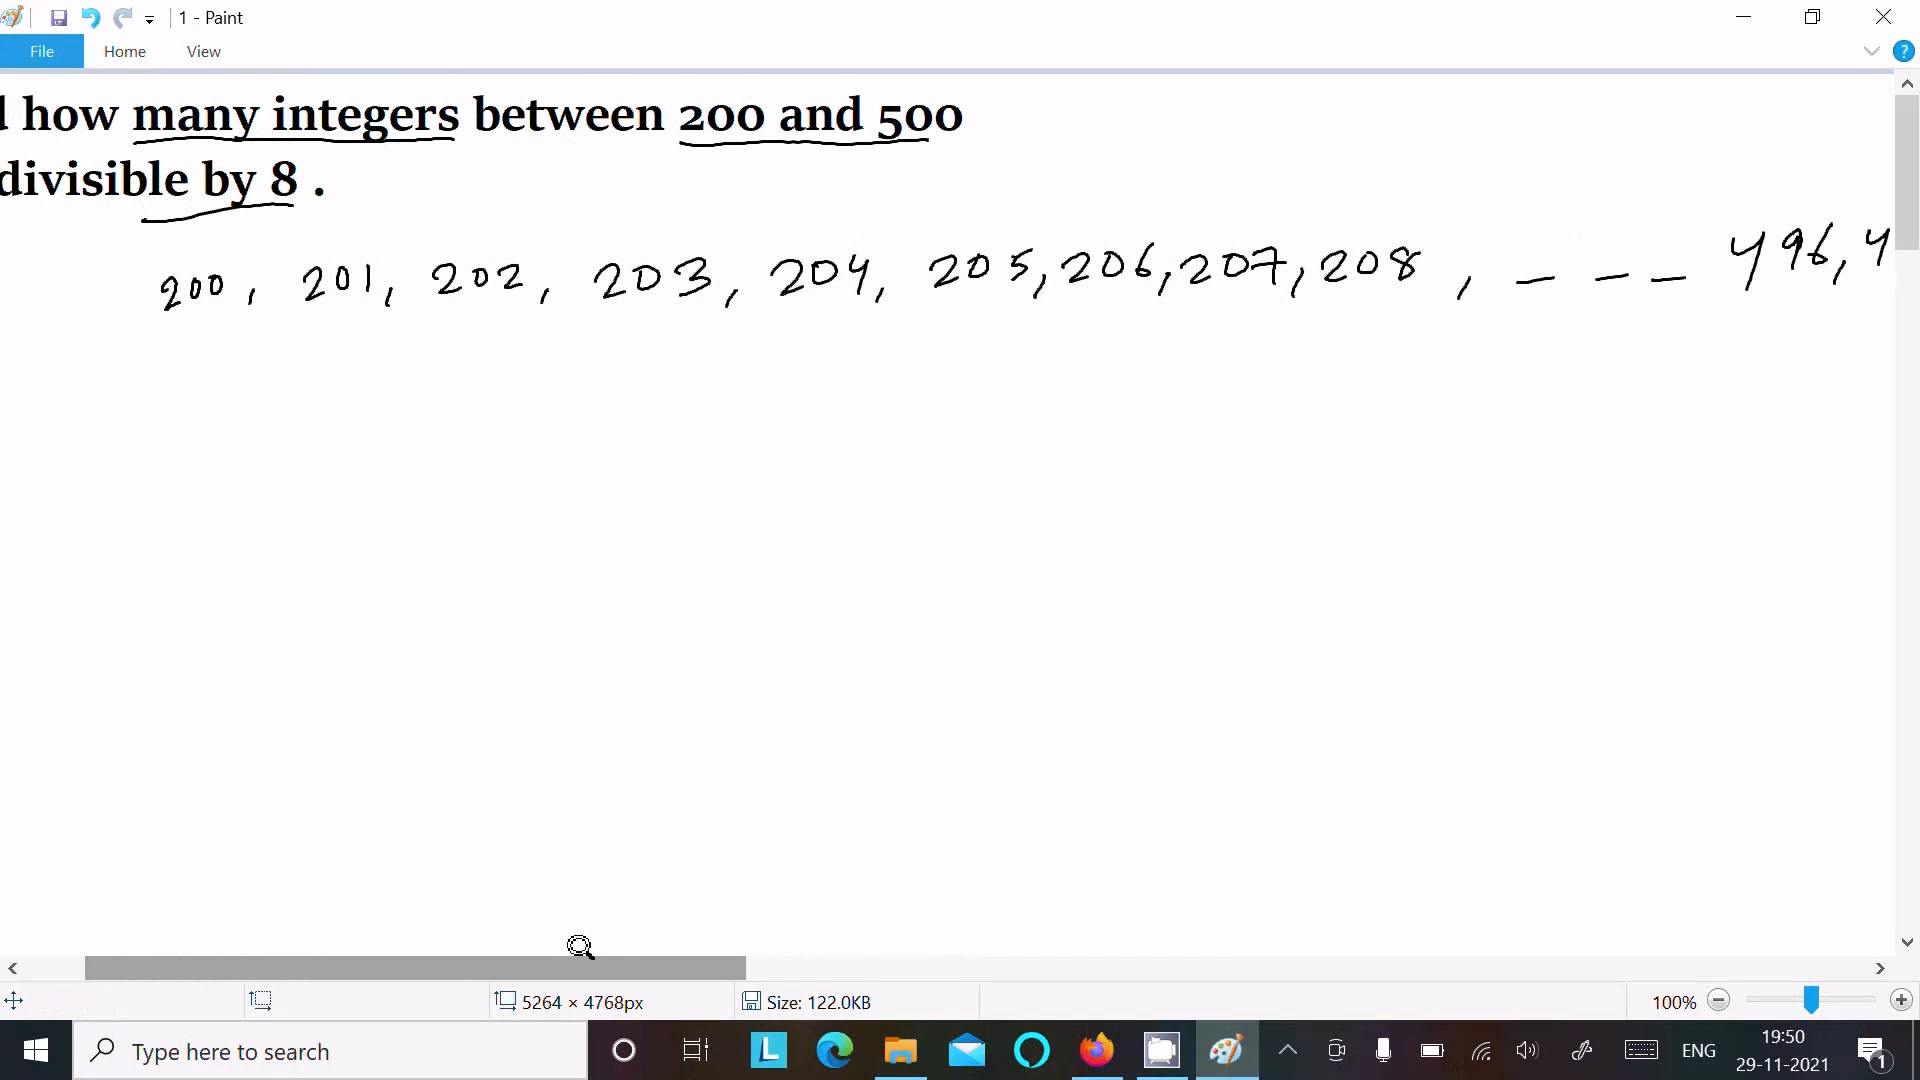 1 - Paint
File Home View
how many integers between 200 and 500
divisible by 8 .
200, 201, 202, 203, 204, 205, 206, 207, 208, _ _ _ 496, 4
5264 × 4768px Size: 122.0KB 100%
Type here to search ENG 19:50
29-11-2021 1